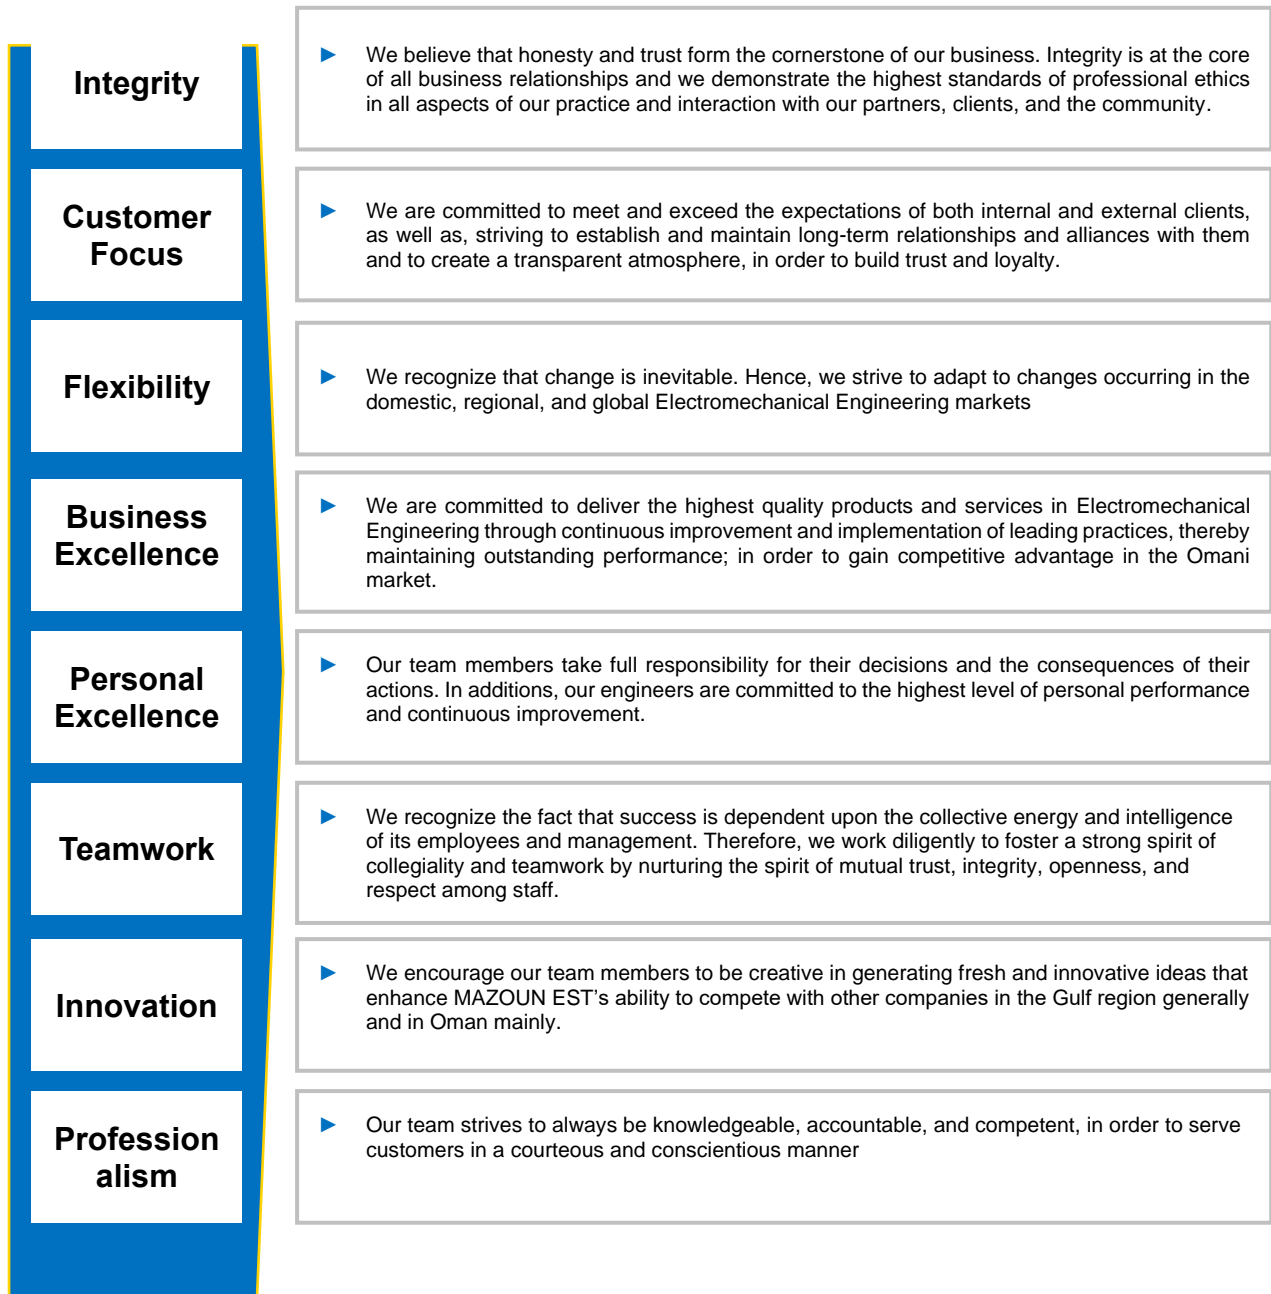 Integrity
► We believe that honesty and trust form the cornerstone of our business. Integrity is at the core
of all business relationships and we demonstrate the highest standards of professional ethics
in all aspects of our practice and interaction with our partners, clients, and the community.
Customer
Focus
► We are committed to meet and exceed the expectations of both internal and external clients,
as well as, striving to establish and maintain long-term relationships and alliances with them
and to create a transparent atmosphere, in order to build trust and loyalty.
Flexibility
► We recognize that change is inevitable. Hence, we strive to adapt to changes occurring in the
domestic, regional, and global Electromechanical Engineering markets
Business
Excellence
► We are committed to deliver the highest quality products and services in Electromechanical
Engineering through continuous improvement and implementation of leading practices, thereby
maintaining outstanding performance; in order to gain competitive advantage in the Omani
market.
Personal
Excellence
► Our team members take full responsibility for their decisions and the consequences of their
actions. In additions, our engineers are committed to the highest level of personal performance
and continuous improvement.
Teamwork
► We recognize the fact that success is dependent upon the collective energy and intelligence
of its employees and management. Therefore, we work diligently to foster a strong spirit of
collegiality and teamwork by nurturing the spirit of mutual trust, integrity, openness, and
respect among staff.
Innovation
► We encourage our team members to be creative in generating fresh and innovative ideas that
enhance MAZOUN EST’s ability to compete with other companies in the Gulf region generally
and in Oman mainly.
Profession
alism
► Our team strives to always be knowledgeable, accountable, and competent, in order to serve
customers in a courteous and conscientious manner